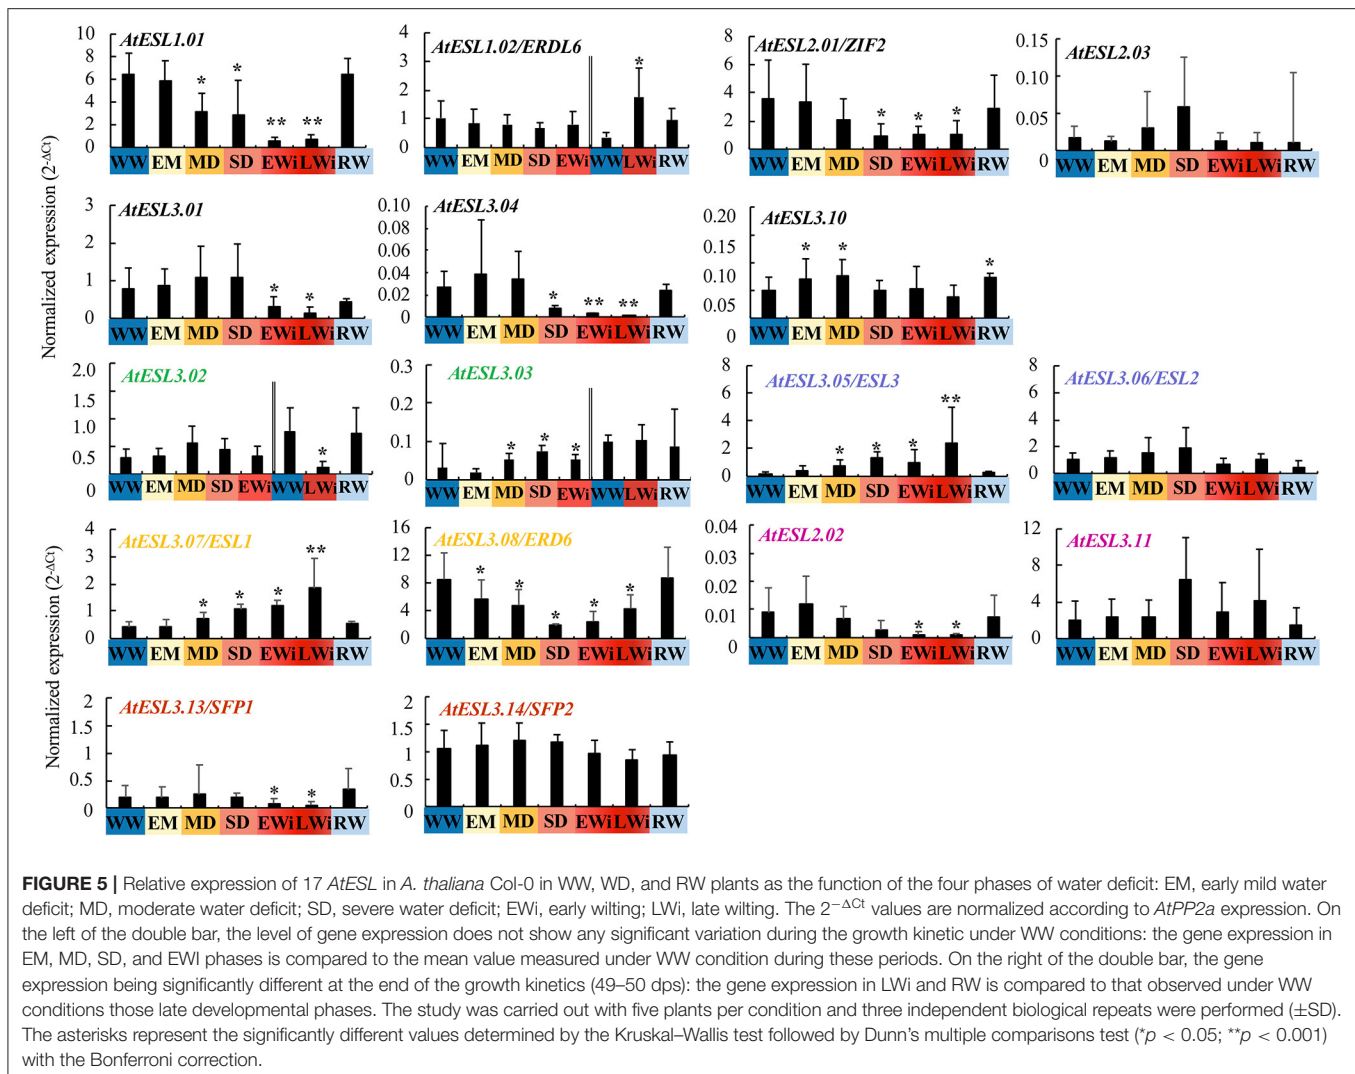 AtESL1.01
AtESL1.02/ERDL6
AtESL2.01/ZIF2
AtESL2.03
10
8
6
4
2
0
4
3
2
1
0
8
6
4
2
0
0.15
0.10
0.05
0
* * ** **
*
* * *
WW EM MD SD EWi LWi RW
WW EM MD SD EWi WW LWi RW
WW EM MD SD EWi LWi RW
WW EM MD SD EWi LWi RW
Normalized expression (2-ΔCt)
AtESL3.01
AtESL3.04
AtESL3.10
3
2
1
0
0.10
0.08
0.06
0.04
0.02
0
0.20
0.15
0.10
0.05
0
* *
* ** **
* * *
WW EM MD SD EWi LWi RW
WW EM MD SD EWi LWi RW
WW EM MD SD EWi LWi RW
AtESL3.02
AtESL3.03
AtESL3.05/ESL3
AtESL3.06/ESL2
2.0
1.5
1.0
0.5
0
0.3
0.2
0.1
0
8
6
4
2
0
8
6
4
2
0
*
* * *
* * * **
WW EM MD SD EWi WW LWi RW
WW EM MD SD EWi WW LWi RW
WW EM MD SD EWi LWi RW
WW EM MD SD EWi LWi RW
Normalized expression (2-ΔCt)
AtESL3.07/ESL1
AtESL3.08/ERD6
AtESL2.02
AtESL3.11
4
3
2
1
0
16
12
8
4
0
0.04
0.03
0.02
0.01
0
12
8
4
0
* * * **
* * * * *
* *
WW EM MD SD EWi LWi RW
WW EM MD SD EWi LWi RW
WW EM MD SD EWi LWi RW
WW EM MD SD EWi LWi RW
AtESL3.13/SFP1
AtESL3.14/SFP2
2
1.5
1
0.5
0
2
1.5
1
0.5
0
* *
WW EM MD SD EWi LWi RW
WW EM MD SD EWi LWi RW
FIGURE 5 | Relative expression of 17 AtESL in A. thaliana Col-0 in WW, WD, and RW plants as the function of the four phases of water deficit: EM, early mild water
deficit; MD, moderate water deficit; SD, severe water deficit; EWi, early wilting; LWi, late wilting. The 2−ΔCt values are normalized according to AtPP2a expression. On
the left of the double bar, the level of gene expression does not show any significant variation during the growth kinetic under WW conditions: the gene expression in
EM, MD, SD, and EWI phases is compared to the mean value measured under WW condition during these periods. On the right of the double bar, the gene
expression being significantly different at the end of the growth kinetics (49–50 dps): the gene expression in LWi and RW is compared to that observed under WW
conditions those late developmental phases. The study was carried out with five plants per condition and three independent biological repeats were performed (±SD).
The asterisks represent the significantly different values determined by the Kruskal–Wallis test followed by Dunn's multiple comparisons test (*p < 0.05; **p < 0.001)
with the Bonferroni correction.